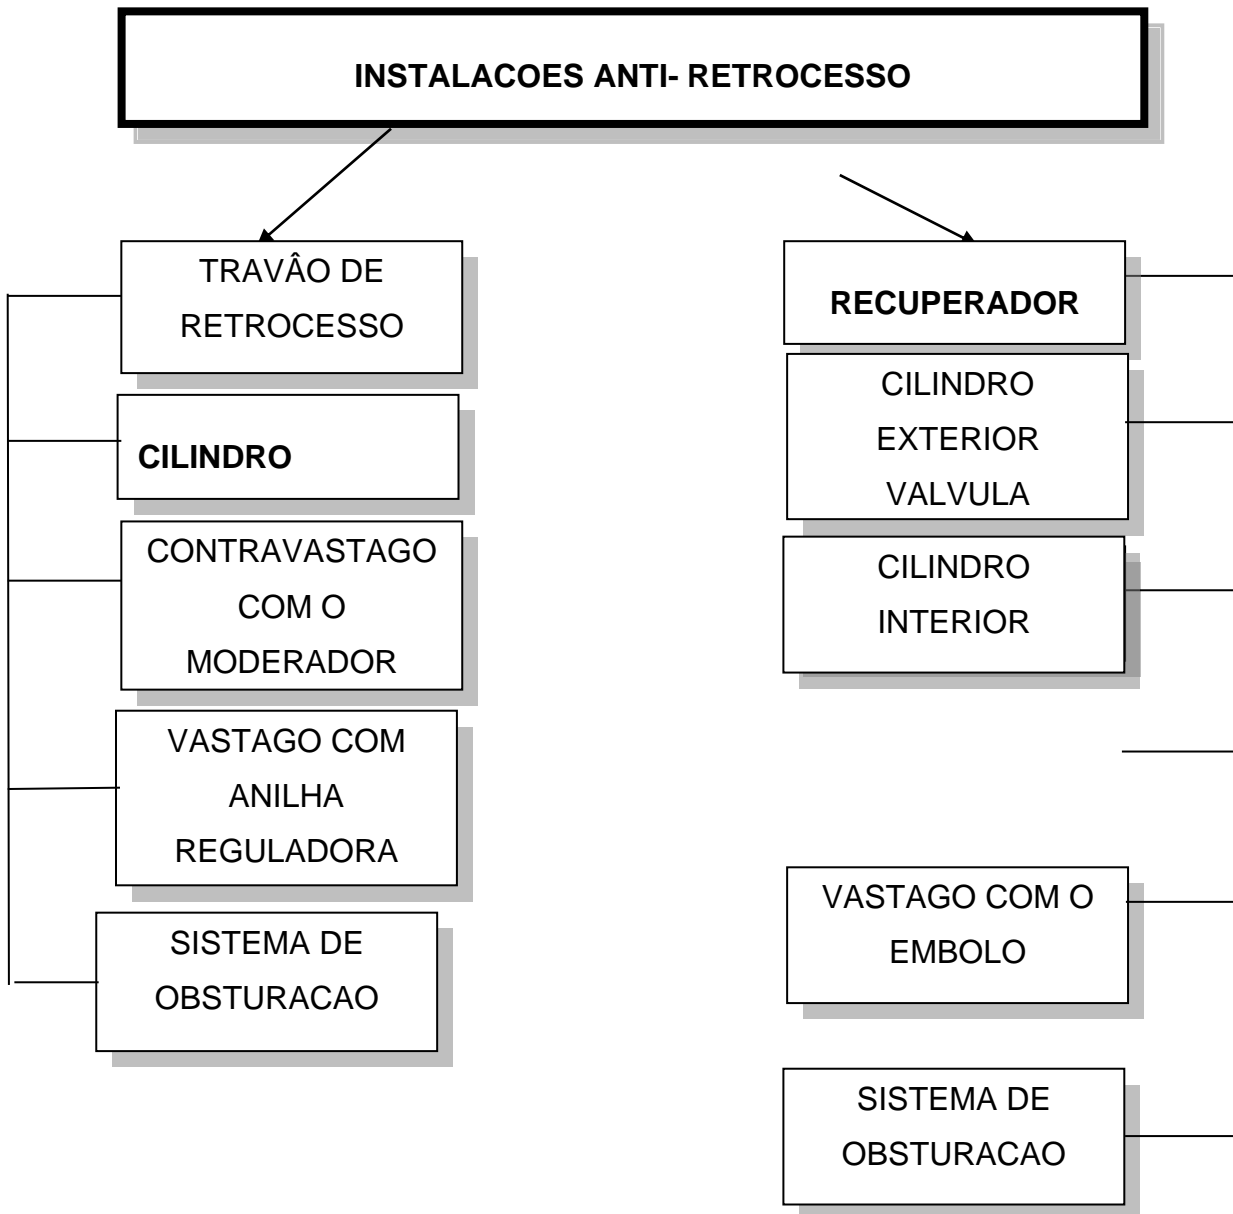 INSTALACOES ANTI- RETROCESSO
TRAVÂO DE
RETROCESSO
CILINDRO
CONTRAVASTAGO
COM O
MODERADOR
VASTAGO COM
ANILHA
REGULADORA
SISTEMA DE
OBSTURACAO
RECUPERADOR
CILINDRO
EXTERIOR
VALVULA
CILINDRO
INTERIOR
VASTAGO COM O
EMBOLO
SISTEMA DE
OBSTURACAO